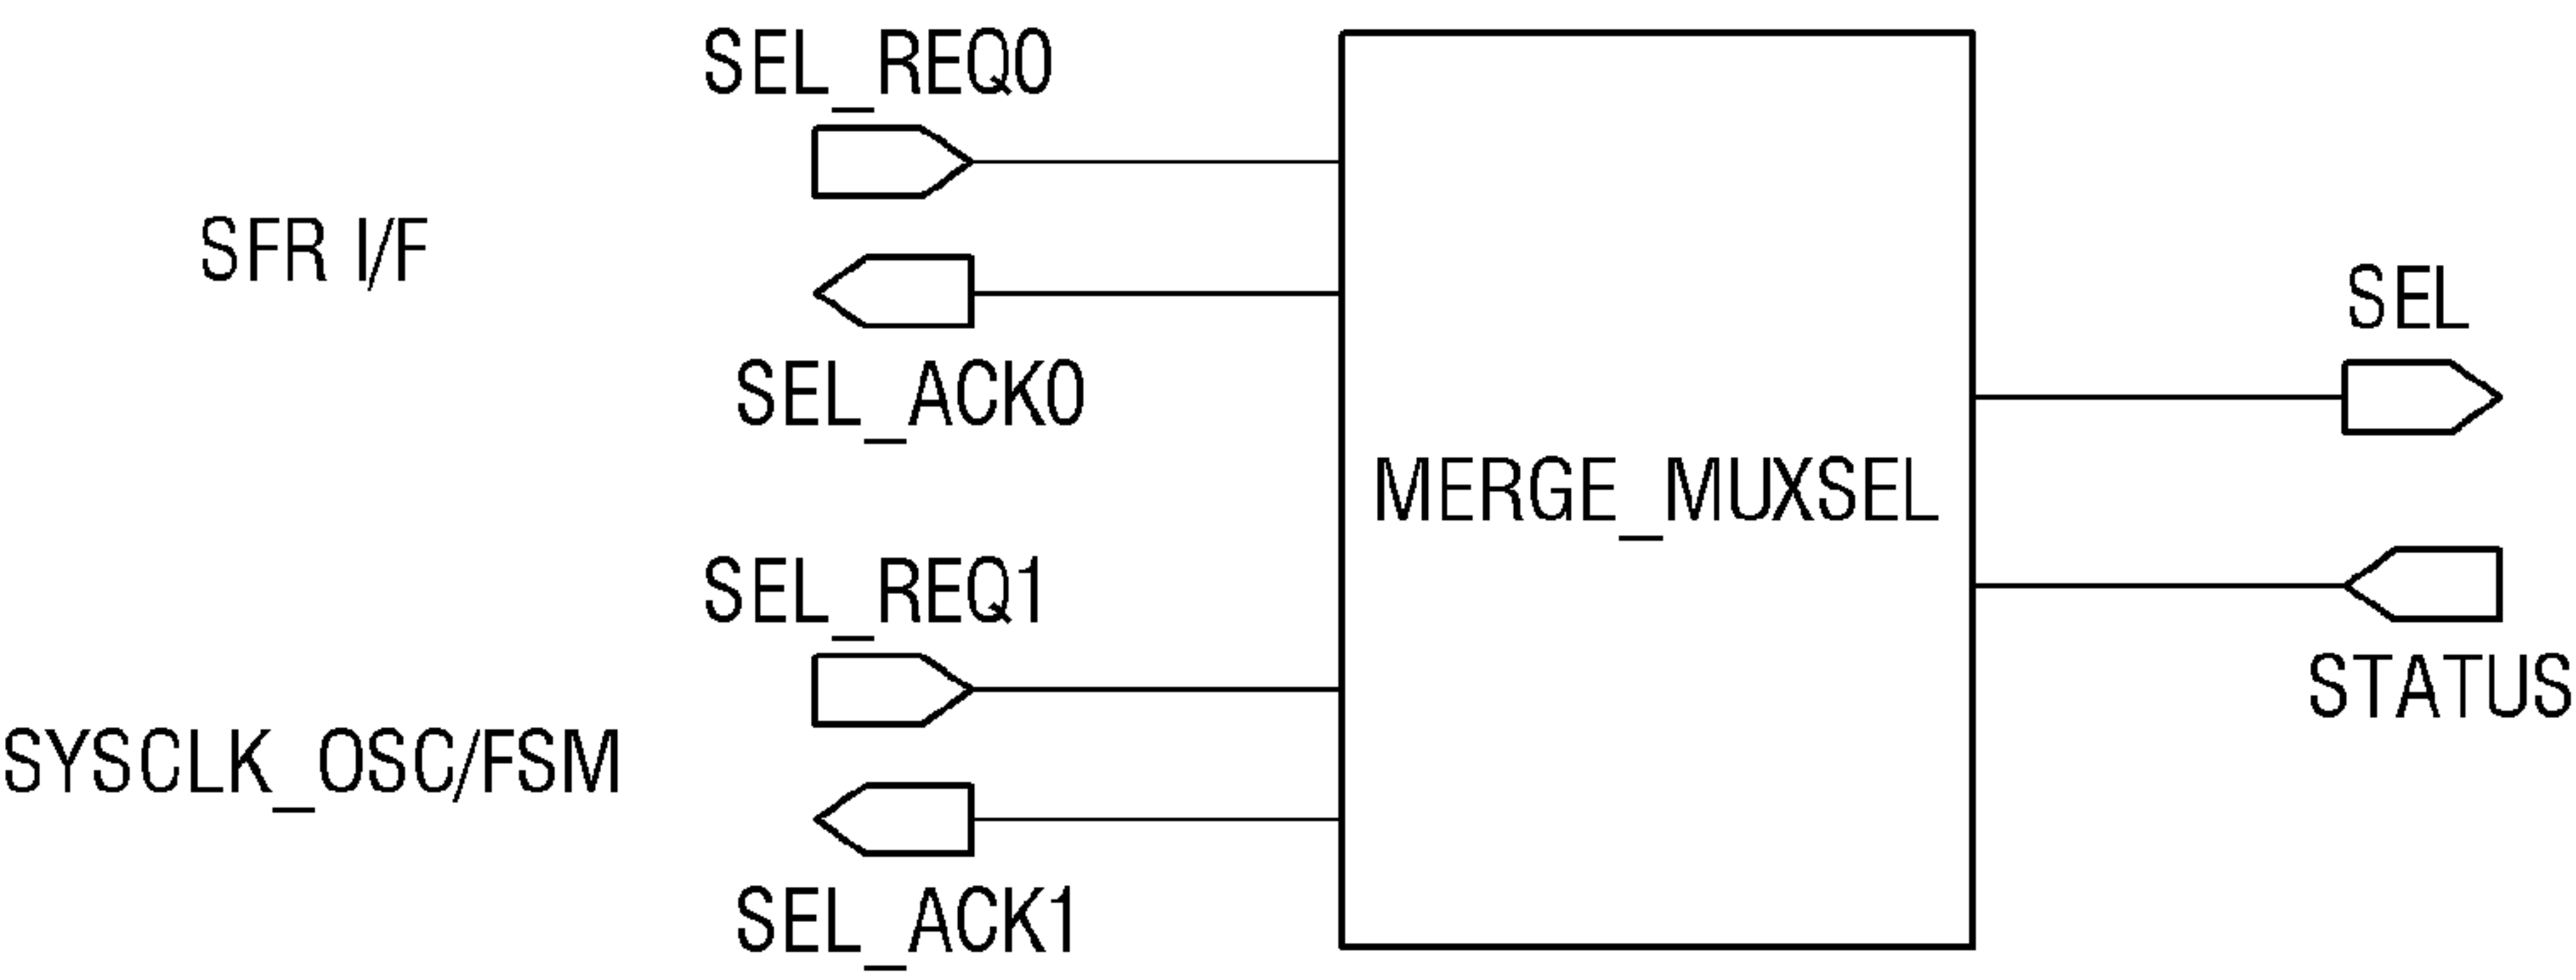 SEL_REQ0
SFR I/F
SEL_ACK0
SEL
MERGE_MUXSEL
SEL_REQ1
STATUS
SYSCLK_OSC/FSM
SEL_ACK1